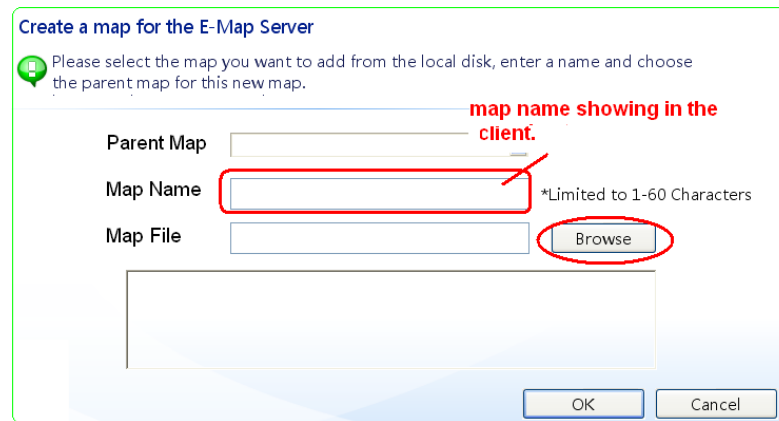 Create a map for the E-Map Server
Please select the map you want to add from the local disk, enter a name and choose
the parent map for this new map.
map name showing in the
client.
Parent Map
Map Name
*Limited to 1-60 Characters
Map File
Browse
OK
Cancel